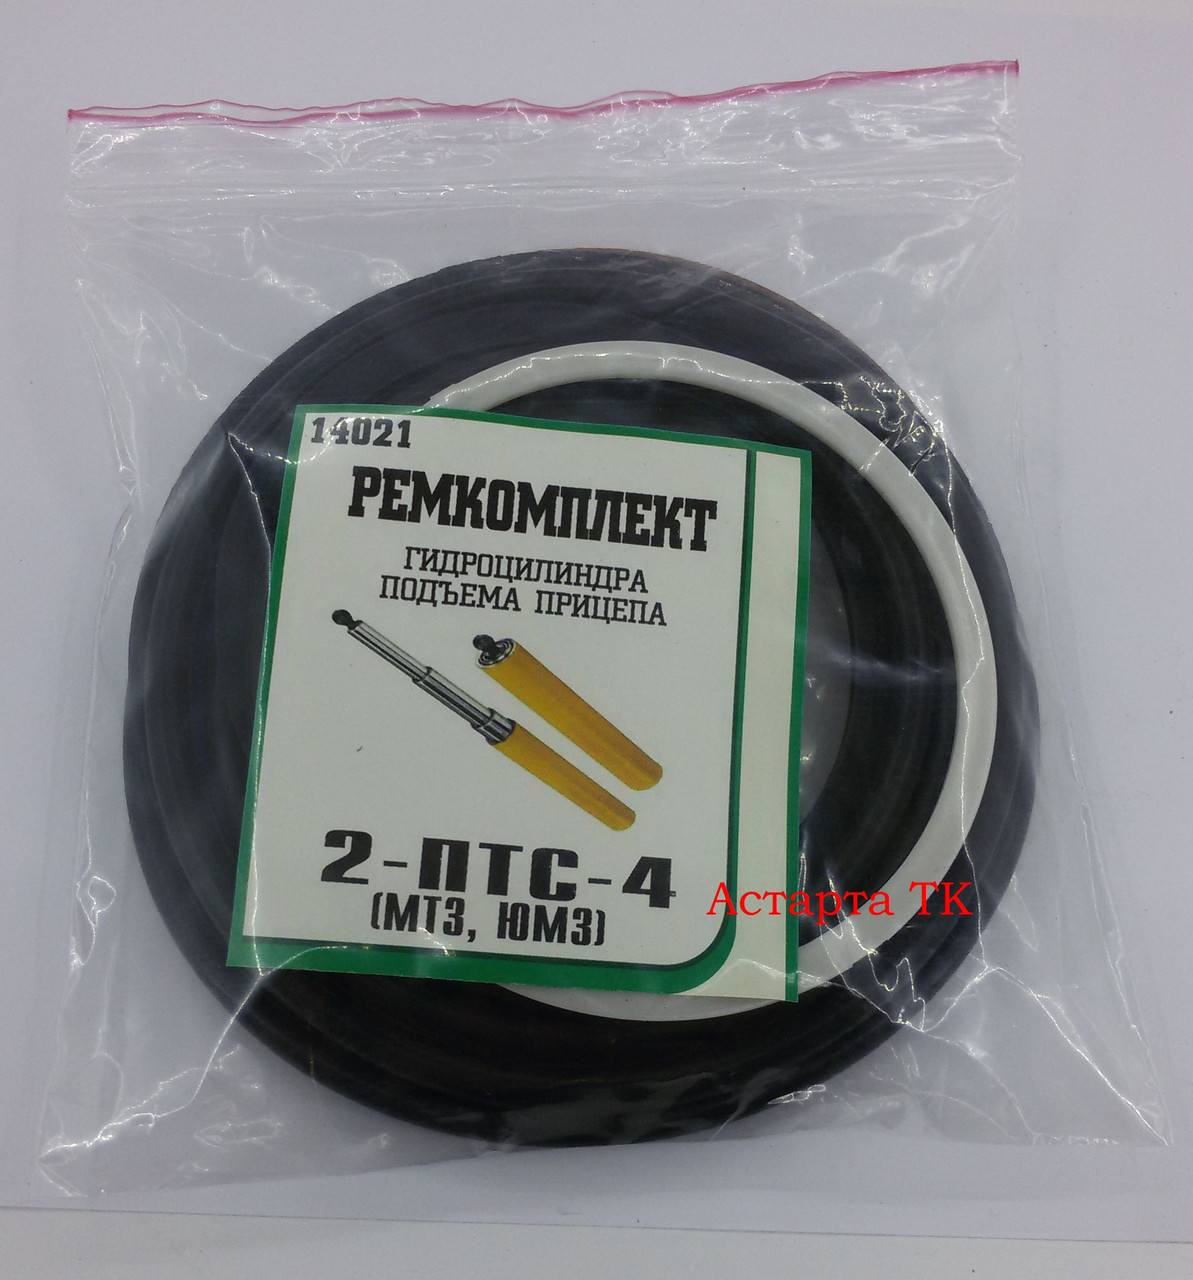 14021
РЕМКОМПЛЕКТ
ГИДРОЦИЛИНДРА
ПОДЪЕМА ПРИЦЕПА
2-ПТС-4
(МТЗ, ЮМЗ)
Астарта ТК